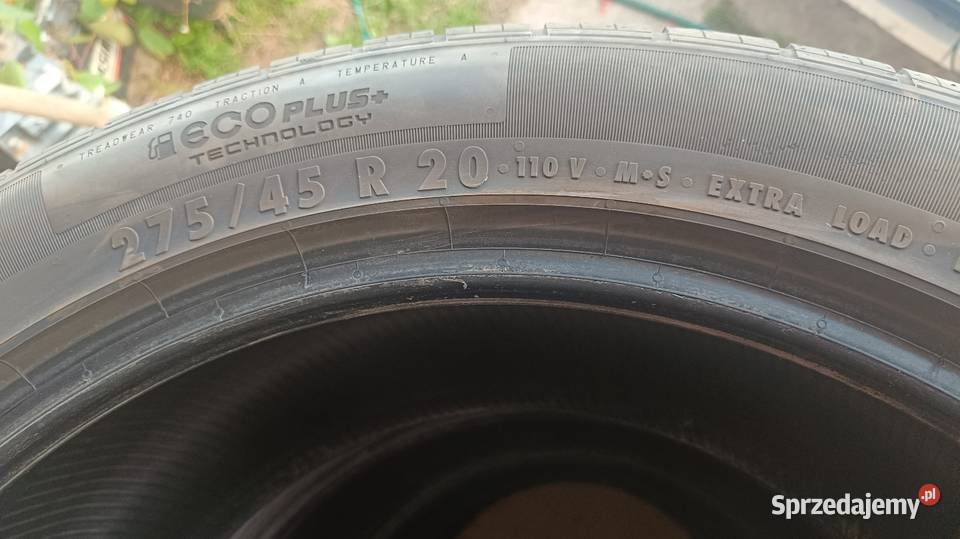 TREADWEAR 740 TRACTION A TEMPERATURE A
ECOPLUS+
TECHNOLOGY
275/45 R 20 · 110 V · M·S · EXTRA LOAD ·
Sprzedajemy.pl